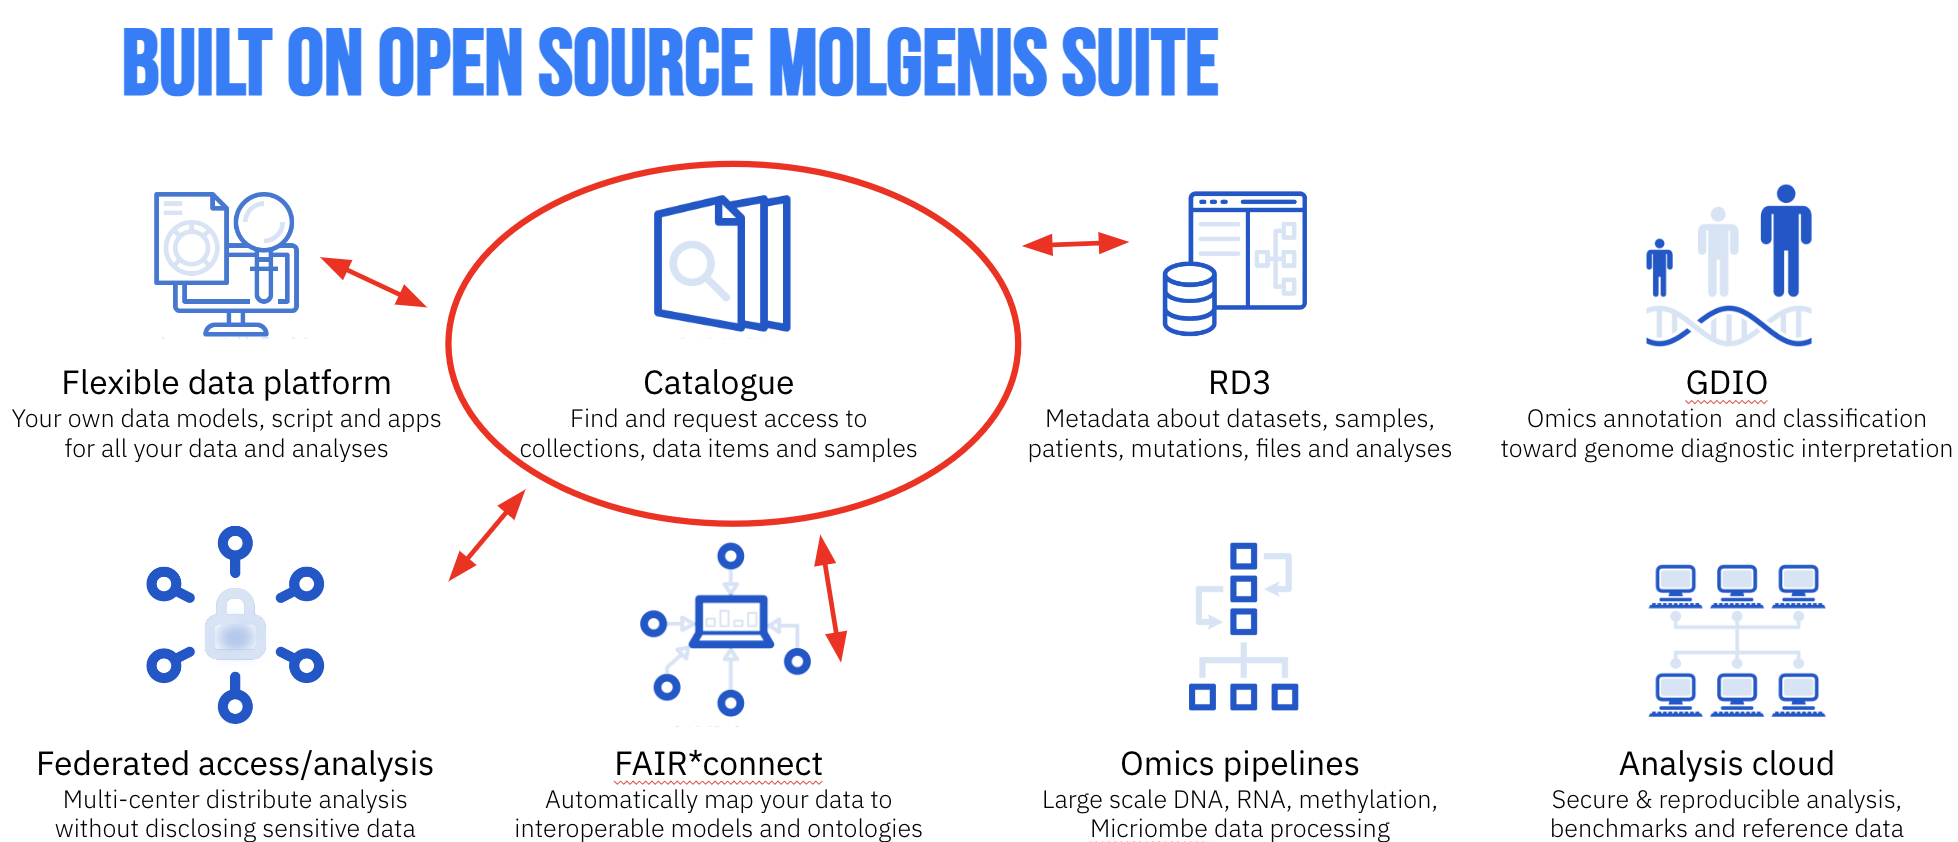 BUILT ON OPEN SOURCE MOLGENIS SUITE
Flexible data platform
Your own data models, script and apps
for all your data and analyses
Catalogue
Find and request access to
collections, data items and samples
RD3
Metadata about datasets, samples,
patients, mutations, files and analyses
GDIO
Omics annotation and classification
toward genome diagnostic interpretation
Federated access/analysis
Multi-center distribute analysis
without disclosing sensitive data
FAIR*connect
Automatically map your data to
interoperable models and ontologies
Omics pipelines
Large scale DNA, RNA, methylation,
Micriombe data processing
Analysis cloud
Secure & reproducible analysis,
benchmarks and reference data